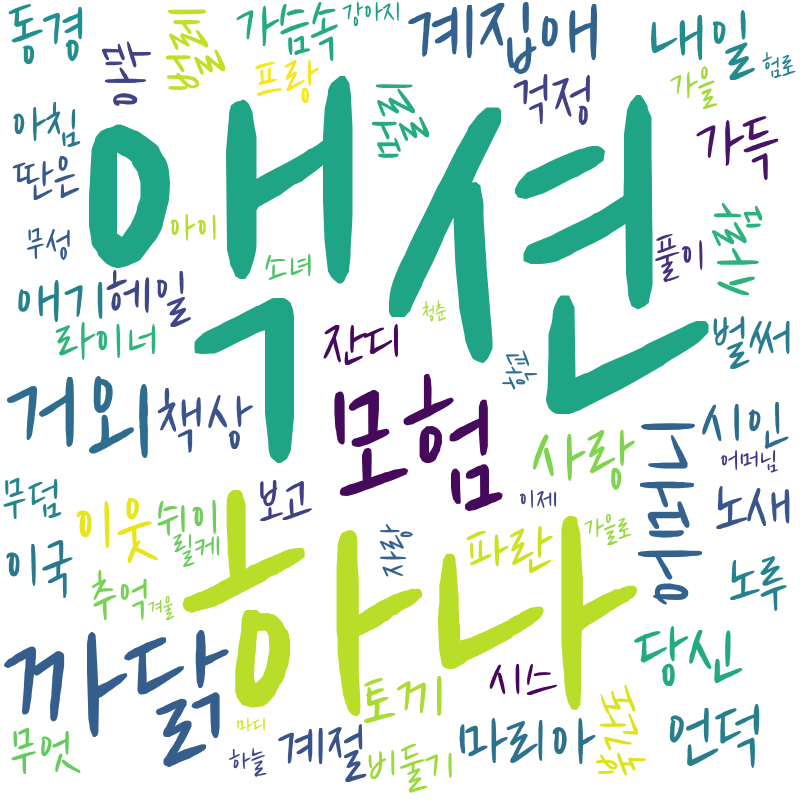 동경
가슴속
강아지
계집애
내일
험로
프랑
걱정
가을
아침
가득
액션
딴은
무성
아이
소녀
풀이
애기
헤일
라이너
청춘
잔디
벌써
거외
책상
모험
사랑
시인
어머님
무덤
이웃
쉬이
보고
이제
노새
릴케
자랑
파란
가을로
이국
추억
겨울
하나
노루
까닭
당신
토끼
시스
무엇
마디
하늘
계절
비둘기
마리아
언덕